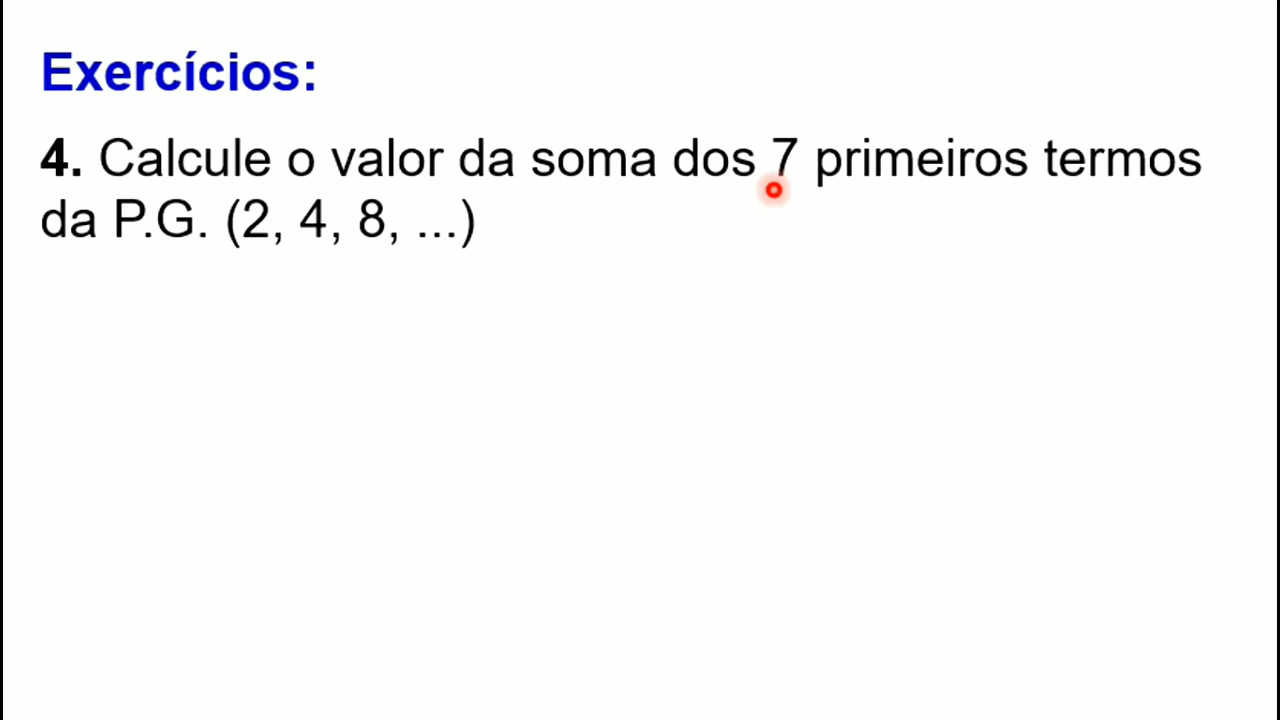 Exercícios:
4. Calcule o valor da soma dos 7 primeiros termos
da P.G. (2, 4, 8, ...)